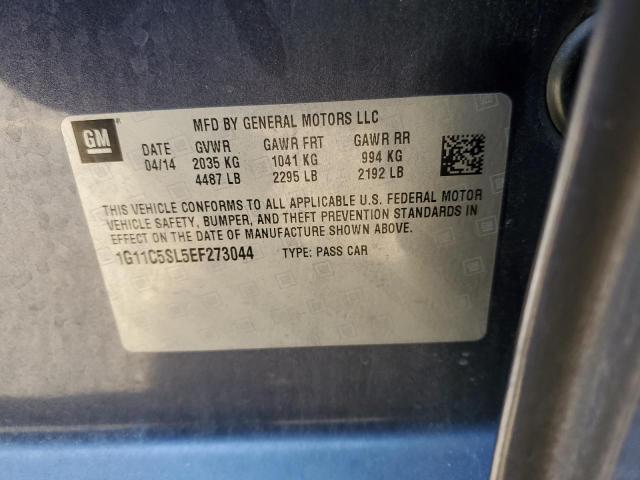 GM
MFD BY GENERAL MOTORS LLC
DATE GVWR GAWR FRT GAWR RR
04/14 2035 KG 1041 KG 994 KG
4487 LB 2295 LB 2192 LB
THIS VEHICLE CONFORMS TO ALL APPLICABLE U.S. FEDERAL MOTOR
VEHICLE SAFETY, BUMPER, AND THEFT PREVENTION STANDARDS IN
EFFECT ON THE DATE OF MANUFACTURE SHOWN ABOVE.
1G11C5SL5EF273044 TYPE: PASS CAR